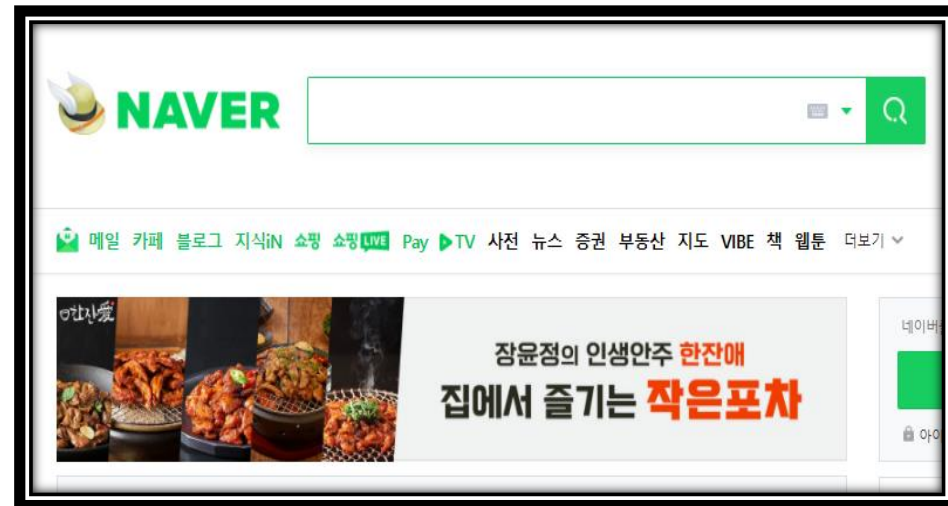 NAVER
메일 카페 블로그 지식iN 쇼핑 쇼핑LIVE Pay TV 사전 뉴스 증권 부동산 지도 VIBE 책 웹툰 더보기
한잔愛
장윤정의 인생안주 한잔애
집에서 즐기는 작은포차
네이버
아이